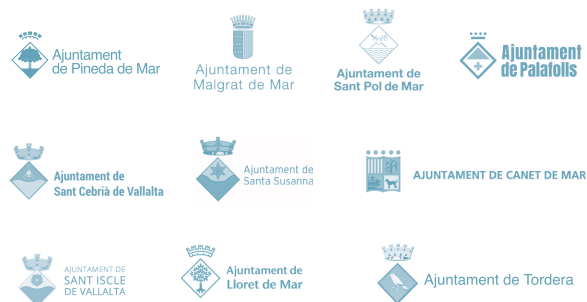 Ajuntament
de Pineda de Mar
Ajuntament de
Malgrat de Mar
Ajuntament de
Sant Pol de Mar
Ajuntament
de Palafolls
Ajuntament de
Sant Cebrià de Vallalta
Ajuntament de
Santa Susanna
AJUNTAMENT DE CANET DE MAR
AJUNTAMENT DE
SANT ISCLE
DE VALLALTA
Ajuntament de
Lloret de Mar
Ajuntament de Tordera